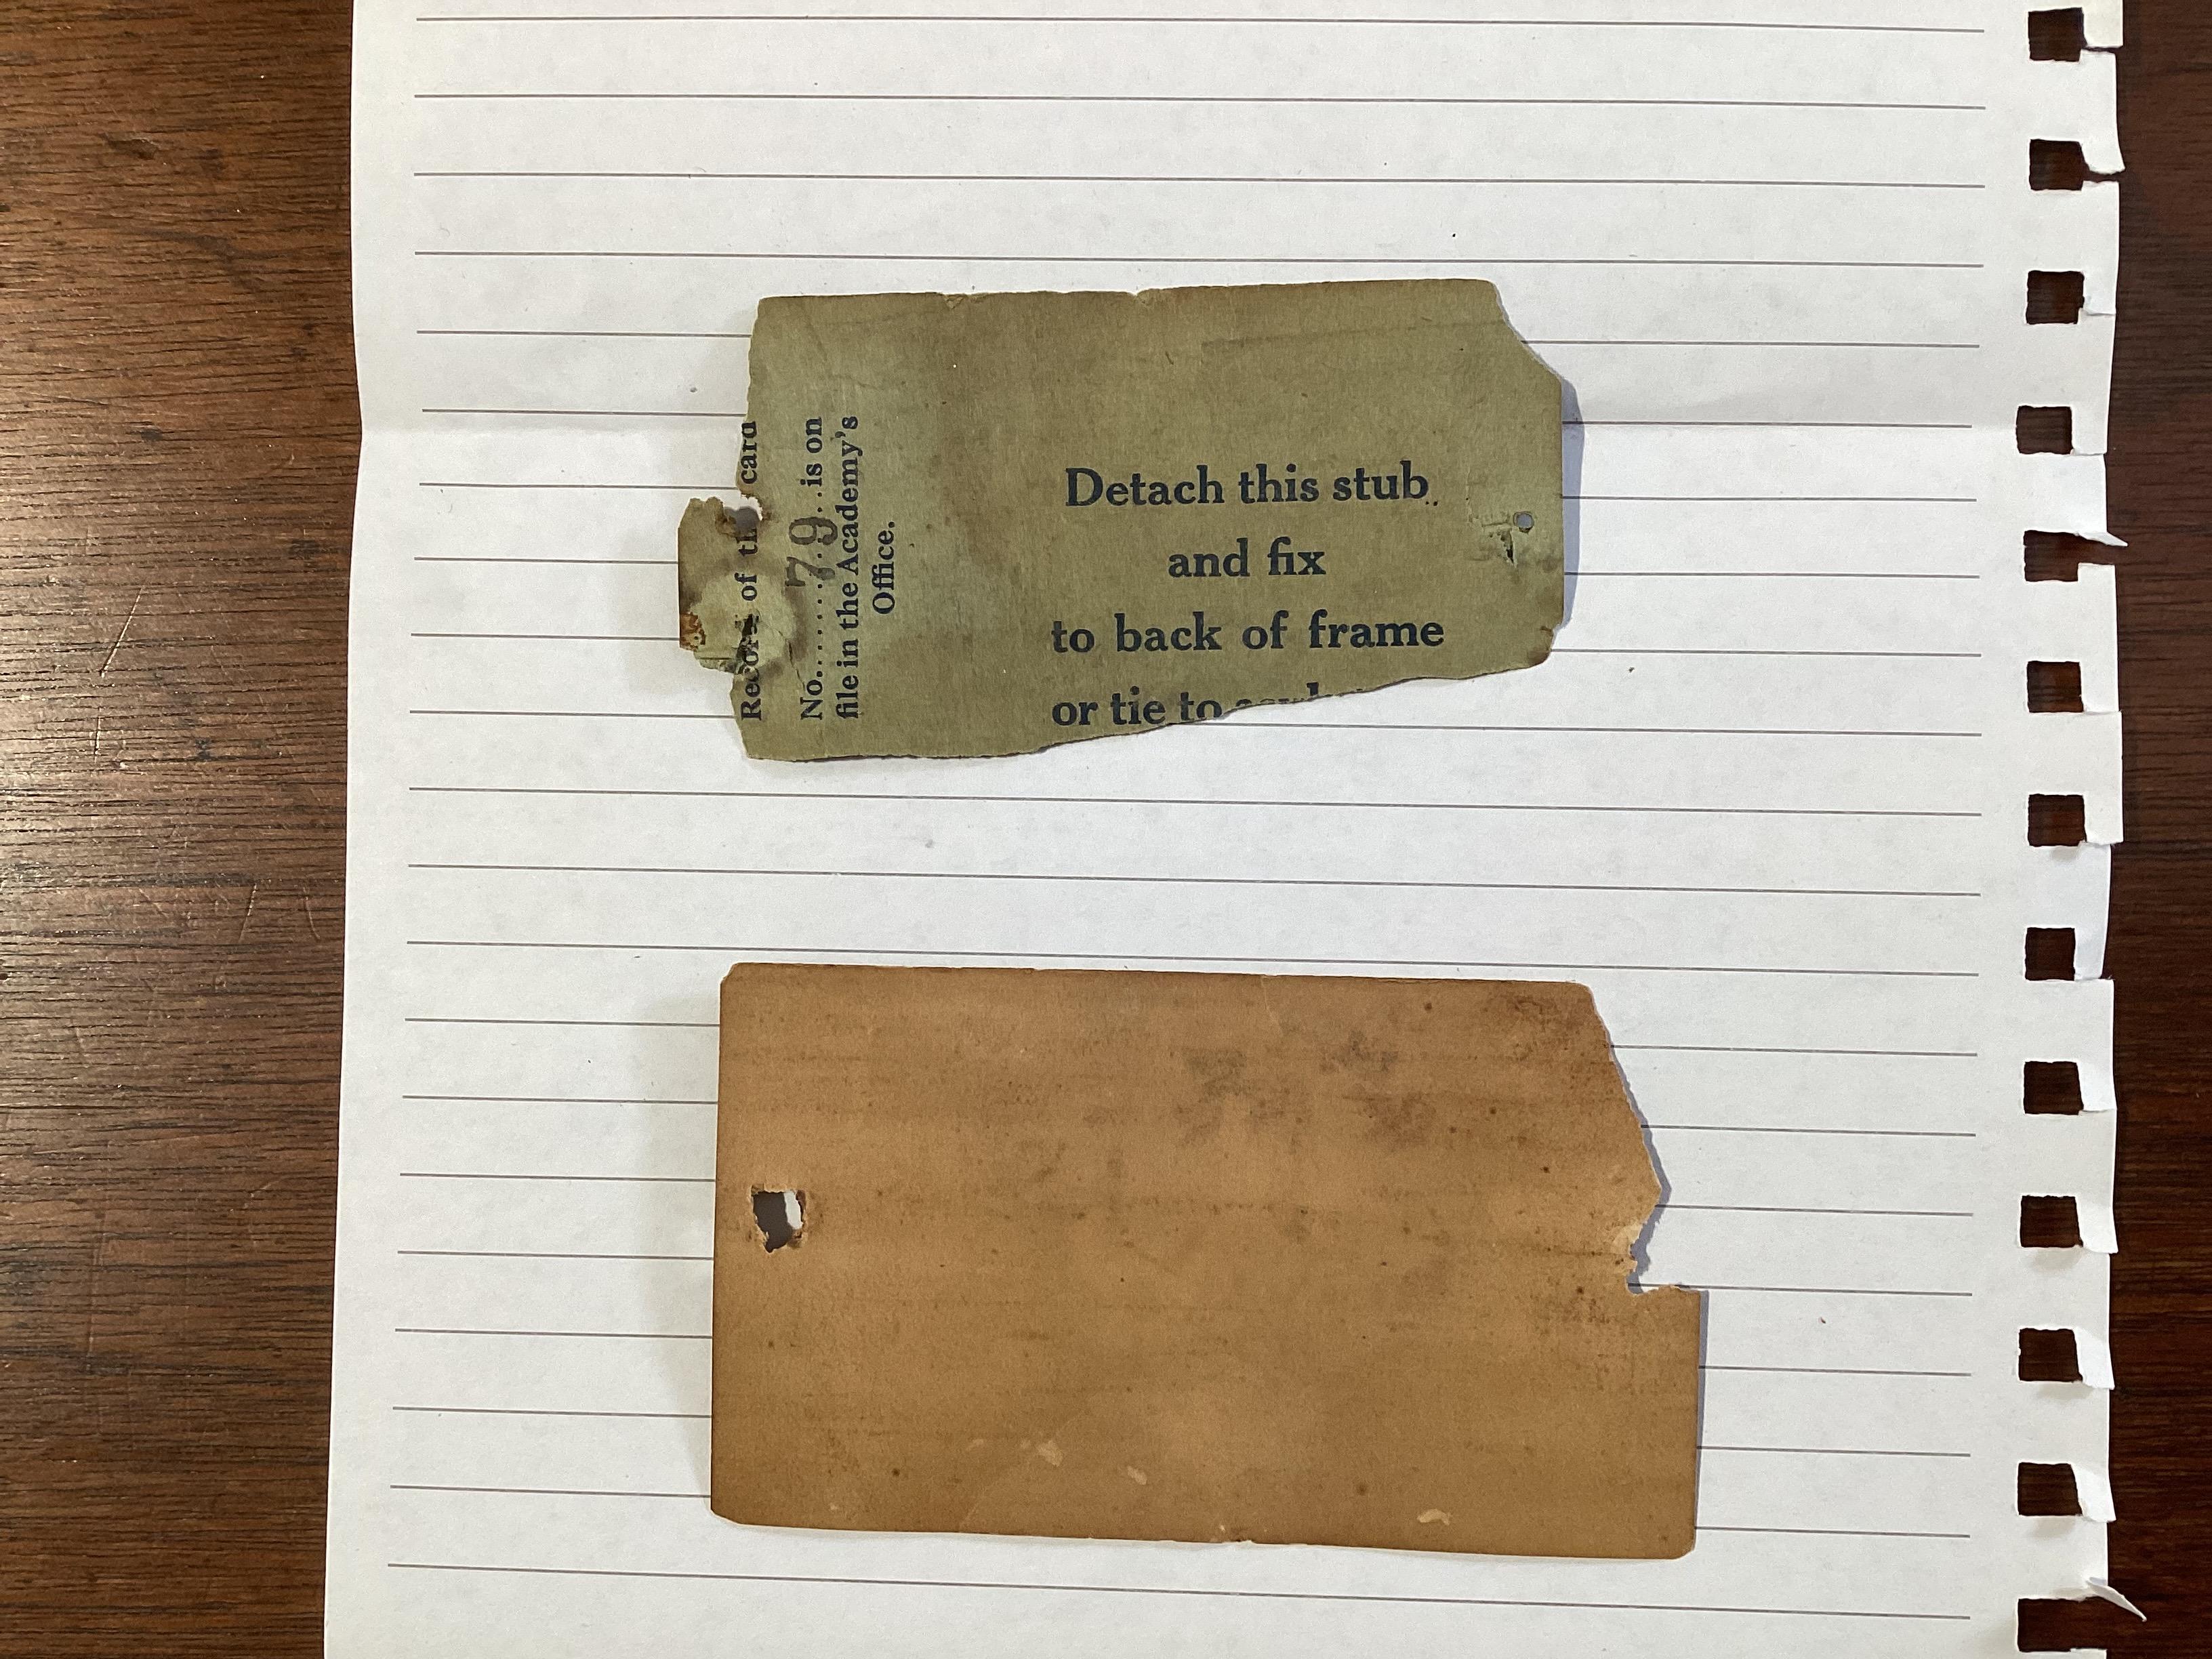 Record of card
No.......79..is on
file in the Academy's
Office.
Detach this stub
and fix
to back of frame
or tie to